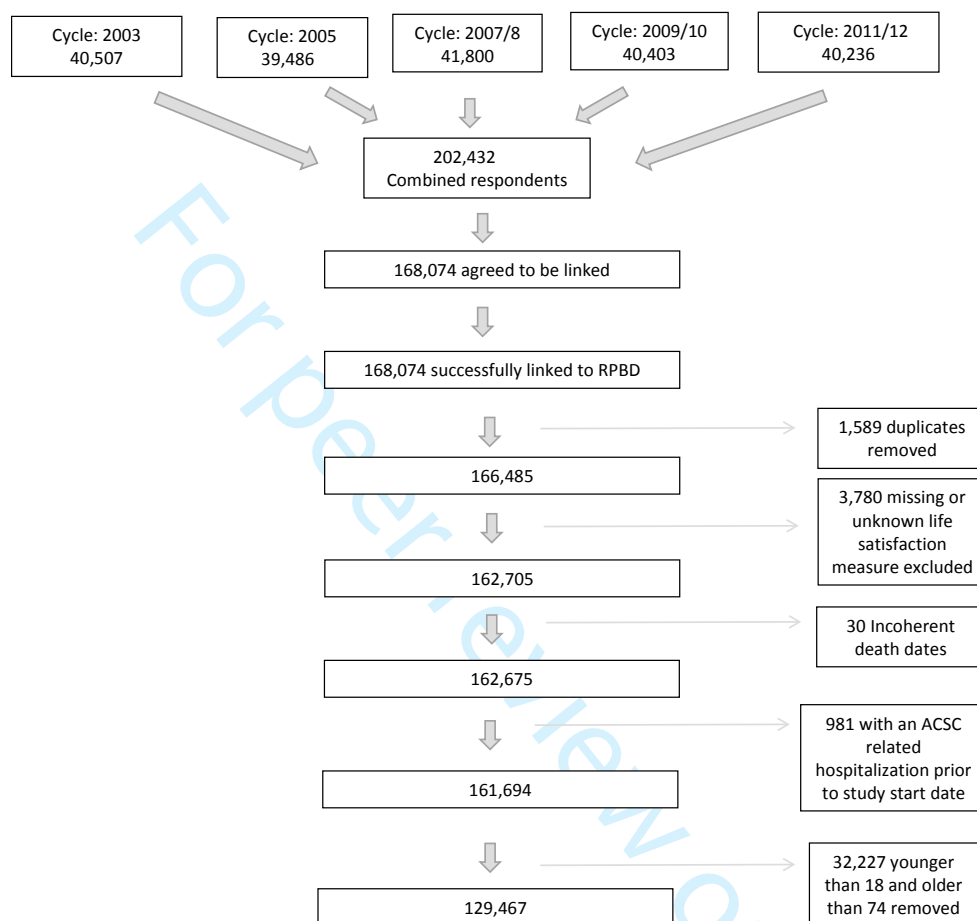 Cycle: 2003
40,507
Cycle: 2005
39,486
Cycle: 2007/8
41,800
Cycle: 2009/10
40,403
Cycle: 2011/12
40,236
202,432
Combined respondents
168,074 agreed to be linked
168,074 successfully linked to RPBD
1,589 duplicates
removed
166,485
3,780 missing or
unknown life
satisfaction
measure excluded
162,705
30 Incoherent
death dates
162,675
981 with an ACSC
related
hospitalization prior
to study start date
161,694
32,227 younger
than 18 and older
than 74 removed
129,467
For peer review o